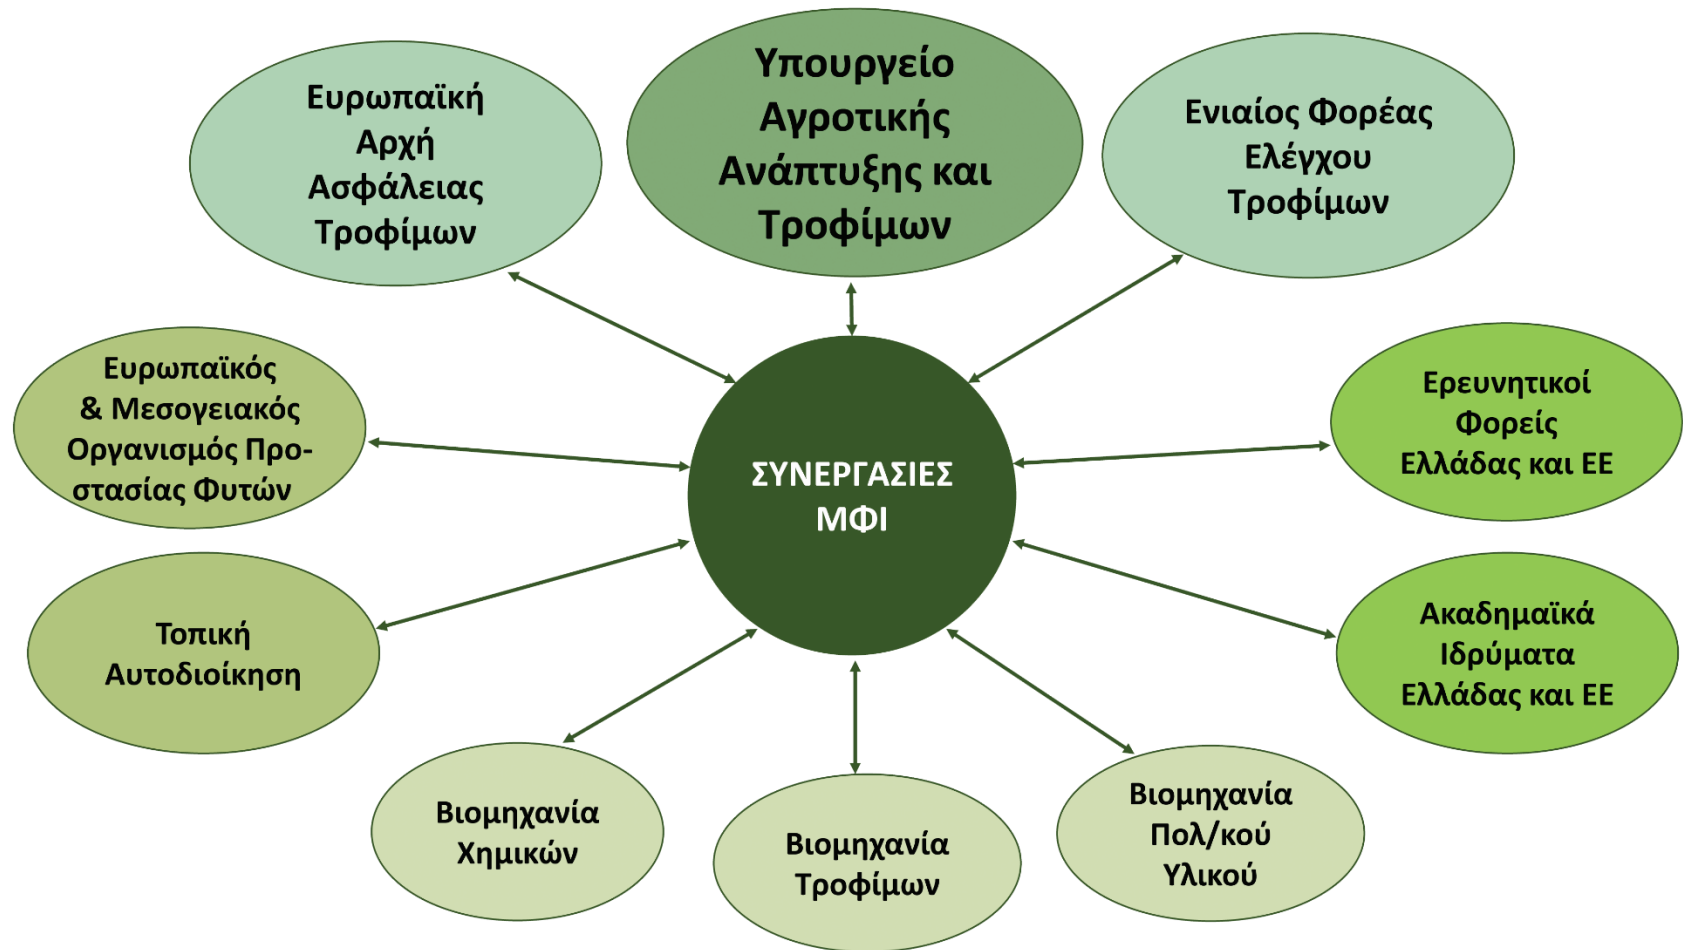 Ευρωπαϊκή
Αρχή
Ασφάλειας
Τροφίμων
Υπουργείο
Αγροτικής
Ανάπτυξης και
Τροφίμων
Ενιαίος Φορέας
Ελέγχου
Τροφίμων
Ευρωπαϊκός
& Μεσογειακός
Οργανισμός Προ-
στασίας Φυτών
ΣΥΝΕΡΓΑΣΙΕΣ
ΜΦΙ
Ερευνητικοί
Φορείς
Ελλάδας και ΕΕ
Τοπική
Αυτοδιοίκηση
Ακαδημαϊκά
Ιδρύματα
Ελλάδας και ΕΕ
Βιομηχανία
Χημικών
Βιομηχανία
Τροφίμων
Βιομηχανία
Πολ/κού
Υλικού